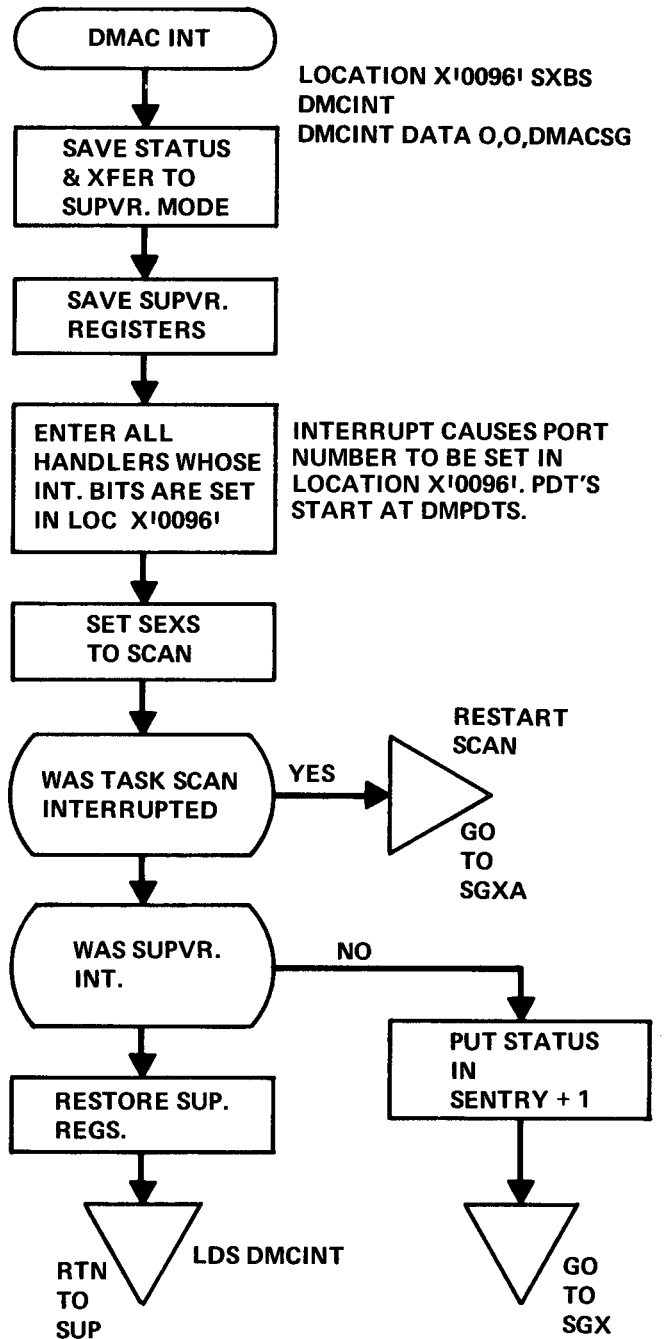 DMAC INT
LOCATION X'0096' SXBS
DMCINT
DMCINT DATA O,O,DMACSG
SAVE STATUS
& XFER TO
SUPVR. MODE
SAVE SUPVR.
REGISTERS
ENTER ALL
HANDLERS WHOSE
INT. BITS ARE SET
IN LOC X'0096'
INTERRUPT CAUSES PORT
NUMBER TO BE SET IN
LOCATION X'0096'. PDT'S
START AT DMPDTS.
SET SEXS
TO SCAN
WAS TASK SCAN
INTERRUPTED
YES
RESTART
SCAN
GO
TO
SGXA
WAS SUPVR.
INT.
NO
PUT STATUS
IN
SENTRY + 1
RESTORE SUP.
REGS.
LDS DMCINT
RTN
TO
SUP
GO
TO
SGX